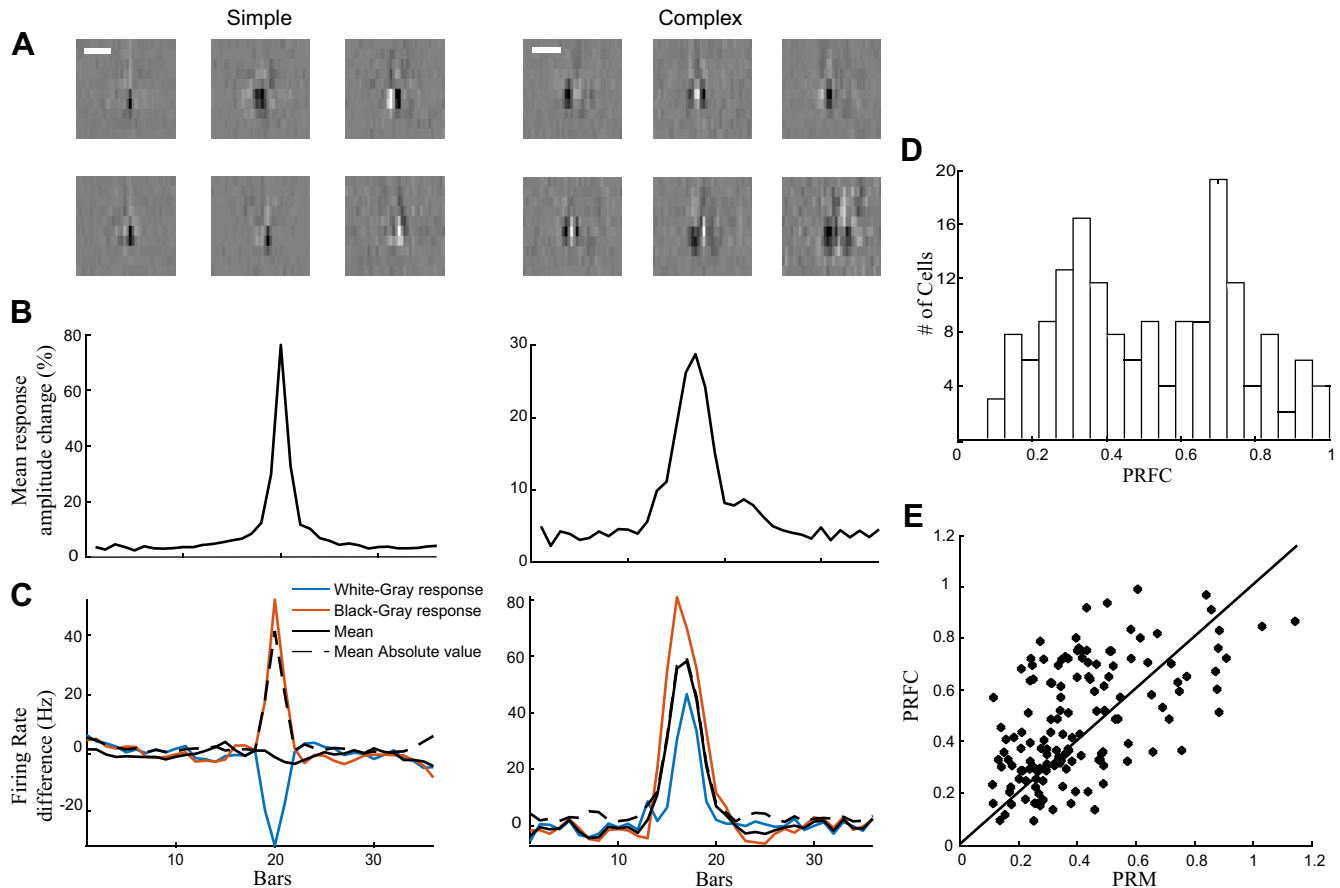 Simple
Complex
A
B
80
60
40
20
0
Mean response
amplitude change (%)
30
20
10
0
C
White-Gray response
Black-Gray response
Mean
Mean Absolute value
40
20
0
-20
Firing Rate
difference (Hz)
10
20
30
Bars
80
60
40
20
0
10
20
30
Bars
D
20
16
12
8
4
# of Cells
0
0.2
0.4
0.6
0.8
1
PRFC
E
1.2
1
0.8
0.6
0.4
0.2
0
PRFC
0
0.2
0.4
0.6
0.8
1
1.2
PRM